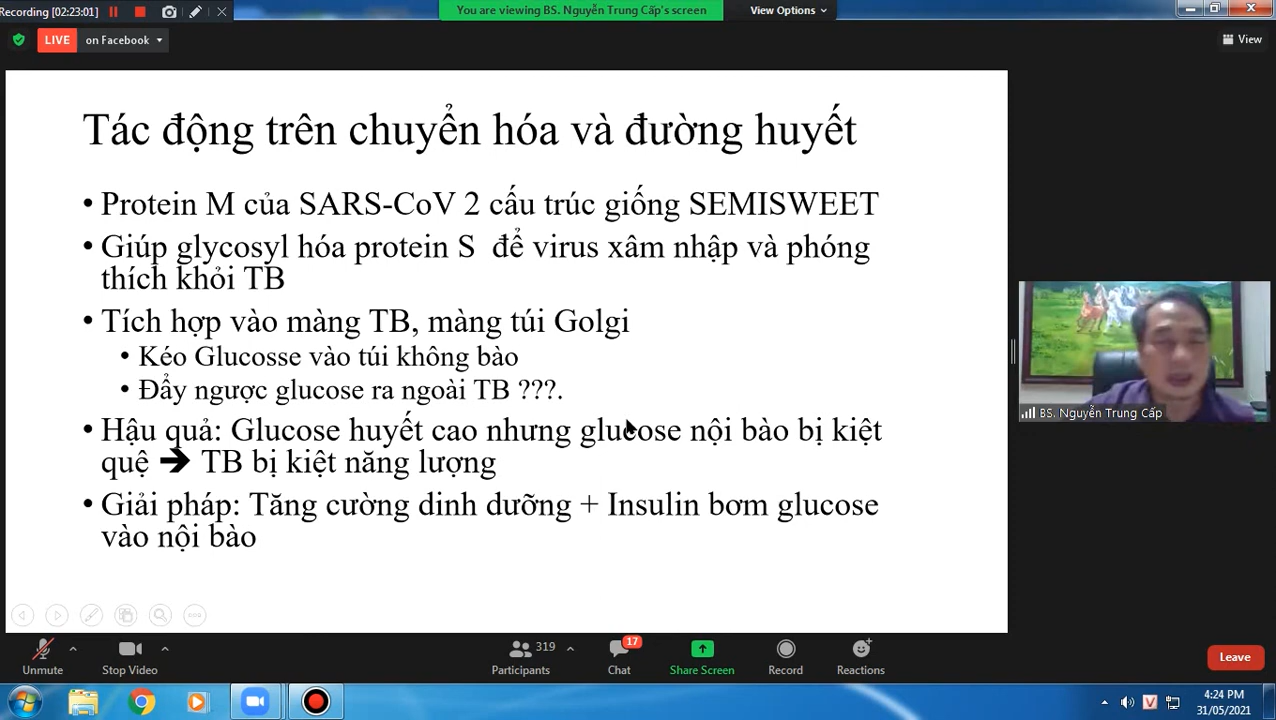 Recording [02:23:01]
You are viewing BS. Nguyễn Trung Cấp's screen
View Options
LIVE on Facebook
View
Tác động trên chuyển hóa và đường huyết
• Protein M của SARS-CoV 2 cấu trúc giống SEMISWEET
• Giúp glycosyl hóa protein S để virus xâm nhập và phóng
thích khỏi TB
• Tích hợp vào màng TB, màng túi Golgi
• Kéo Glucosse vào túi không bào
• Đẩy ngược glucose ra ngoài TB ???.
• Hậu quả: Glucose huyết cao nhưng glucose nội bào bị kiệt
quệ ➔ TB bị kiệt năng lượng
• Giải pháp: Tăng cường dinh dưỡng + Insulin bơm glucose
vào nội bào
BS. Nguyễn Trung Cấp
Unmute
Stop Video
319
Participants
17
Chat
Share Screen
Record
Reactions
Leave
V
4:24 PM
31/05/2021